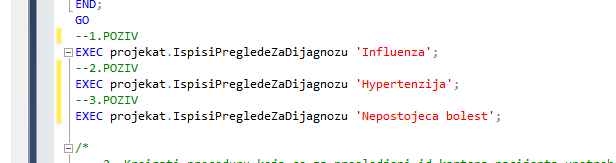 END;
GO
--1.POZIV
EXEC projekat.IspisiPregledeZaDijagnozu 'Influenza';
--2.POZIV
EXEC projekat.IspisiPregledeZaDijagnozu 'Hypertenzija';
--3.POZIV
EXEC projekat.IspisiPregledeZaDijagnozu 'Nepostojeca bolest';
/*